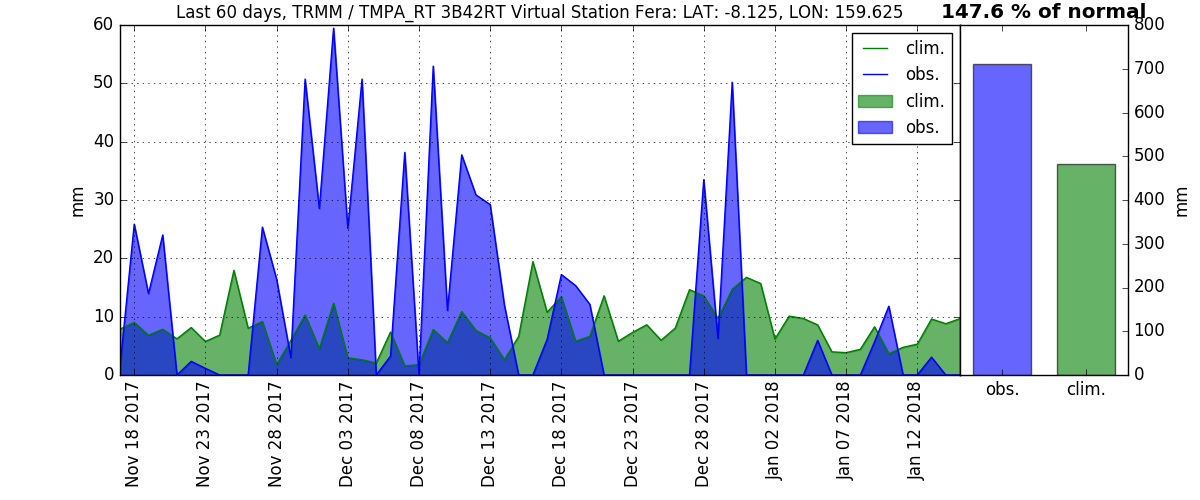 Last 60 days, TRMM / TMPA_RT 3B42RT Virtual Station Fera: LAT: -8.125, LON: 159.625
147.6 % of normal
60
50
40
30
20
10
0
mm
clim.
obs.
clim.
obs.
Nov 18 2017
Nov 23 2017
Nov 28 2017
Dec 03 2017
Dec 08 2017
Dec 13 2017
Dec 18 2017
Dec 23 2017
Dec 28 2017
Jan 02 2018
Jan 07 2018
Jan 12 2018
800
700
600
500
400
300
200
100
0
mm
obs.
clim.